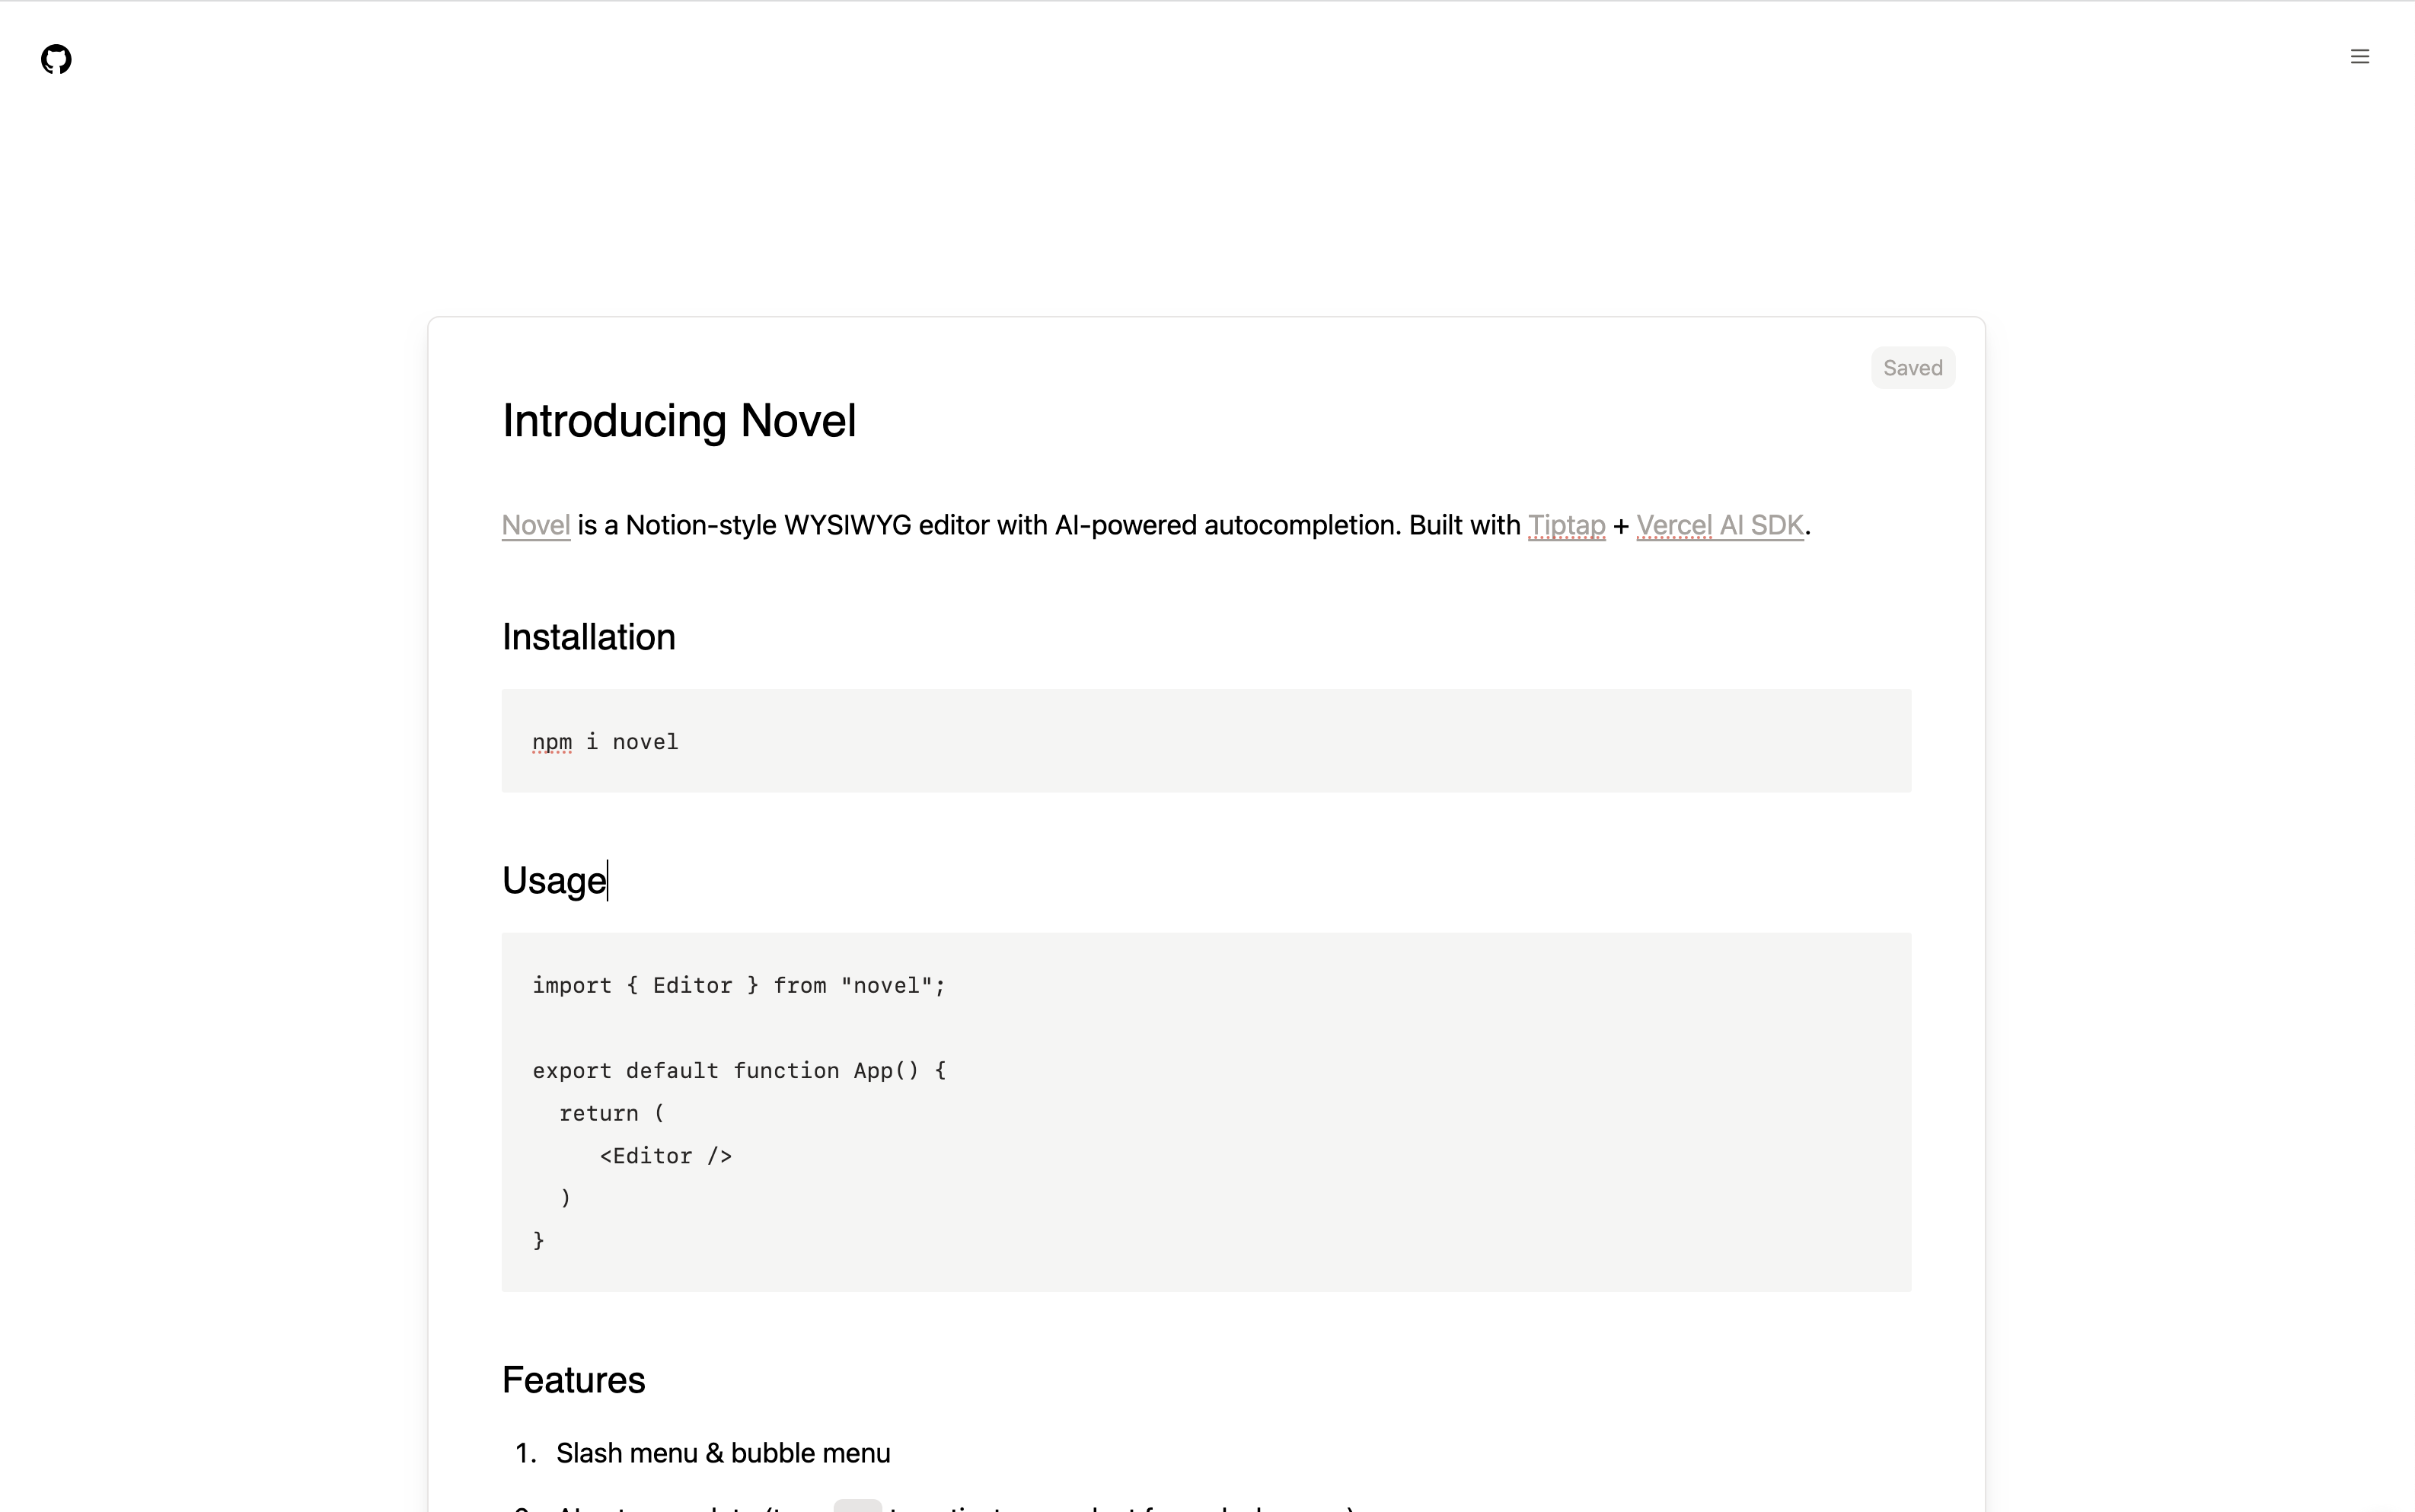 Saved
Introducing Novel
Novel is a Notion-style WYSIWYG editor with AI-powered autocompletion. Built with Tiptap + Vercel AI SDK.
Installation
npm i novel
Usage
import { Editor } from "novel";
export default function App() {
return (
<Editor />
)
}
Features
1. Slash menu & bubble menu